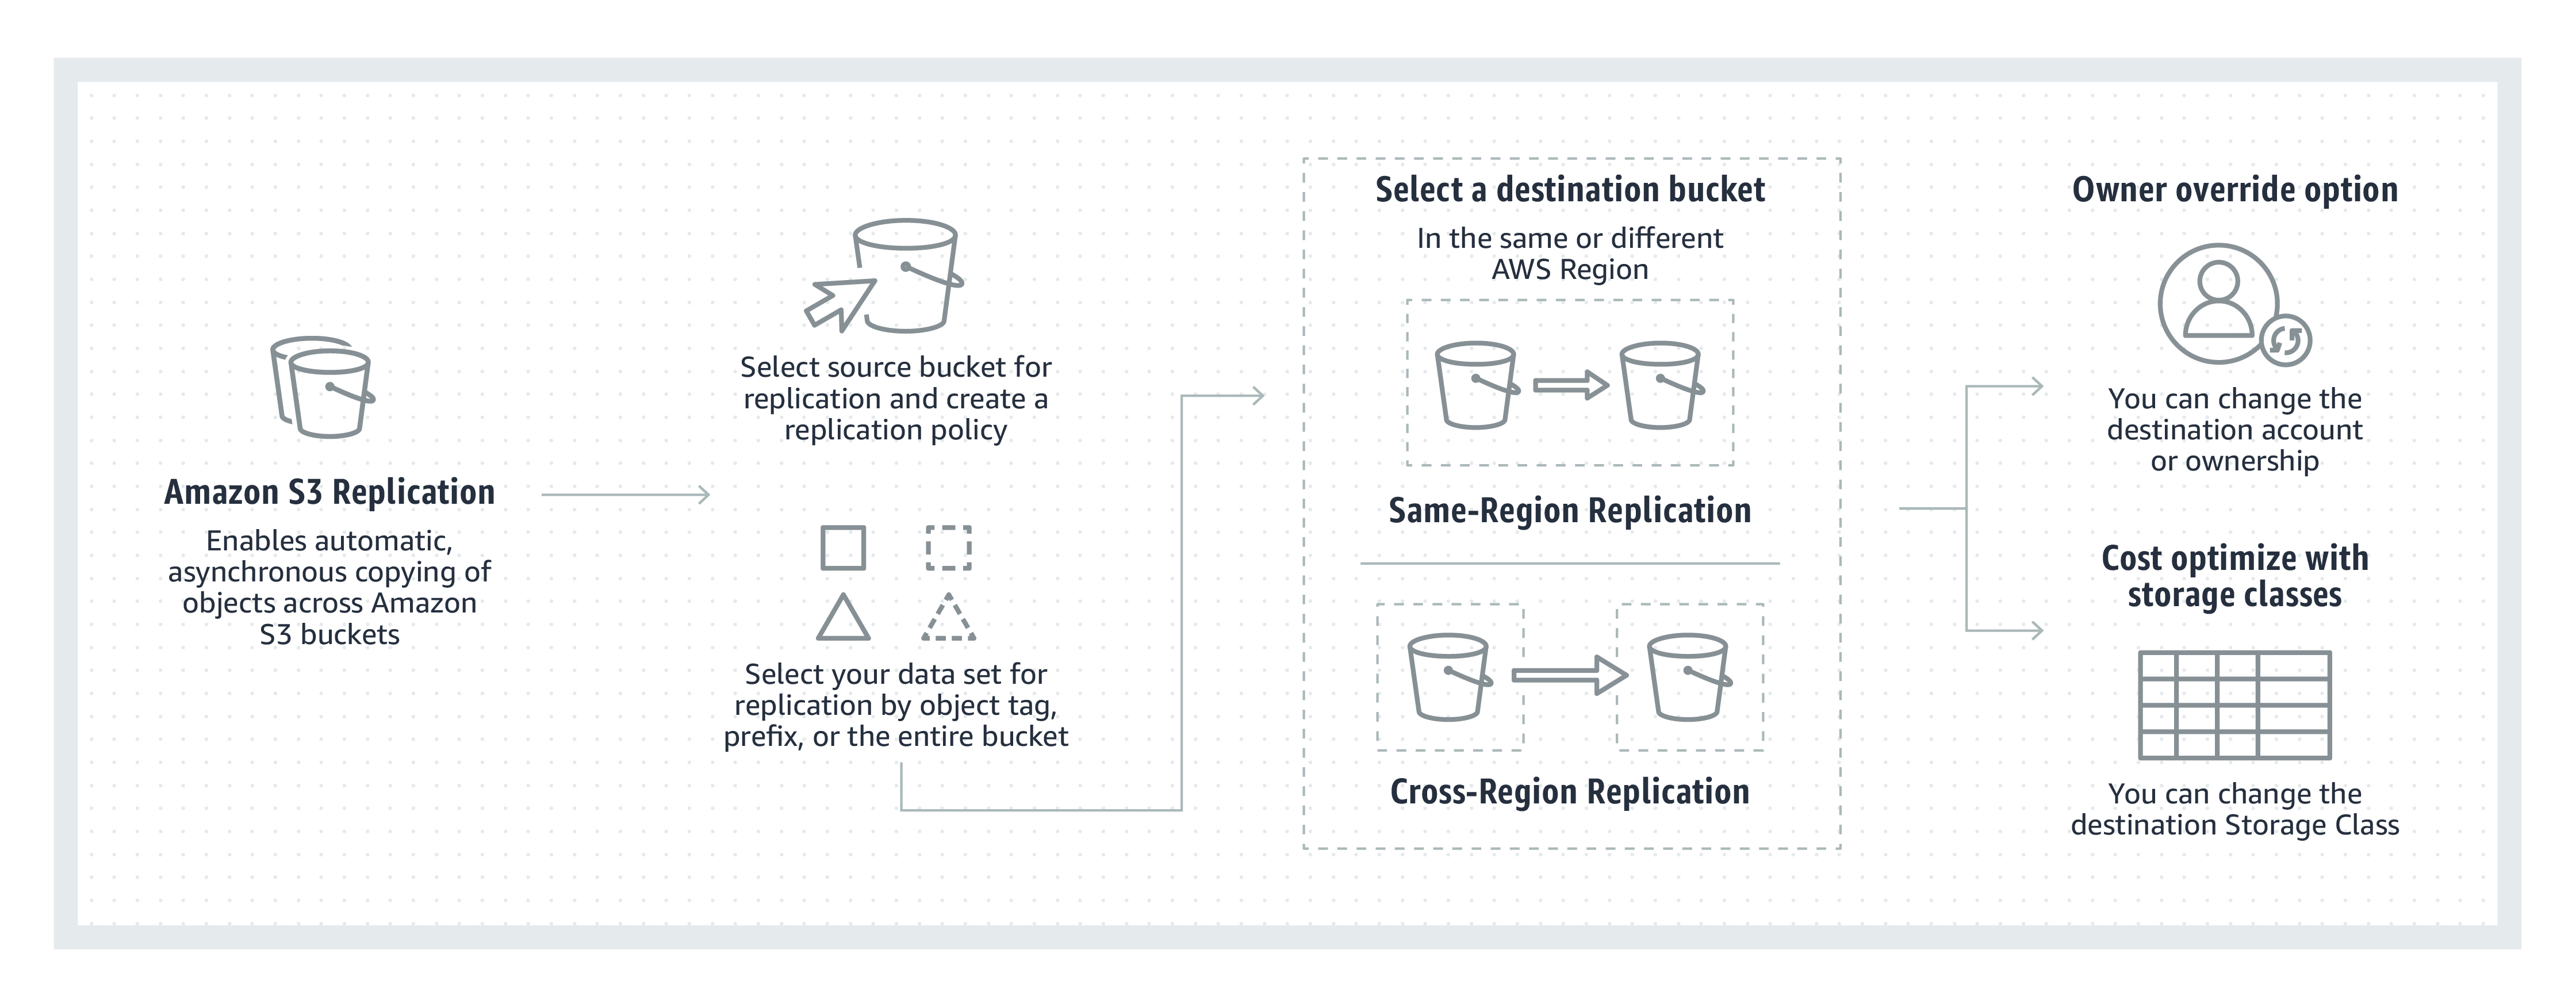 Amazon S3 Replication
Enables automatic,
asynchronous copying of
objects across Amazon
S3 buckets
Select source bucket for
replication and create a
replication policy
Select your data set for
replication by object tag,
prefix, or the entire bucket
Select a destination bucket
In the same or different
AWS Region
Same-Region Replication
Cross-Region Replication
Owner override option
You can change the
destination account
or ownership
Cost optimize with
storage classes
You can change the
destination Storage Class